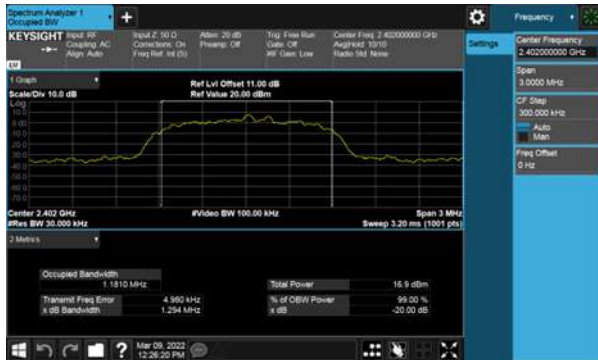 Spectrum Analyzer 1
Occupied BW
Frequency
KEYSIGHT
Input: RF
Coupling: AC
Align: Auto
Input Z: 50 Ω
Corrections: On
Freq Ref: Int (S)
Atten: 20 dB
Preamp: Off
Trig: Free Run
Gate: Off
#IF Gain: Low
Center Freq: 2.402000000 GHz
Avg|Hold: 10/10
Radio Std: None
Settings
Center Frequency
2.402000000 GHz
Span
3.0000 MHz
CF Step
300.000 kHz
Auto
Man
Freq Offset
0 Hz
1 Graph
Scale/Div 10.0 dB
Ref Lvl Offset 11.00 dB
Ref Value 20.00 dBm
Log
10.0
0.00
Center 2.402 GHz
#Res BW 30.000 kHz
#Video BW 100.00 kHz
Span 3 MHz
Sweep 3.20 ms (1001 pts)
2 Metrics
Occupied Bandwidth
1.1810 MHz
Total Power 16.9 dBm
Transmit Freq Error 4.980 kHz
% of OBW Power 99.00 %
x dB Bandwidth 1.294 MHz
x dB -20.00 dB
Mar 09, 2022
12:26:20 PM